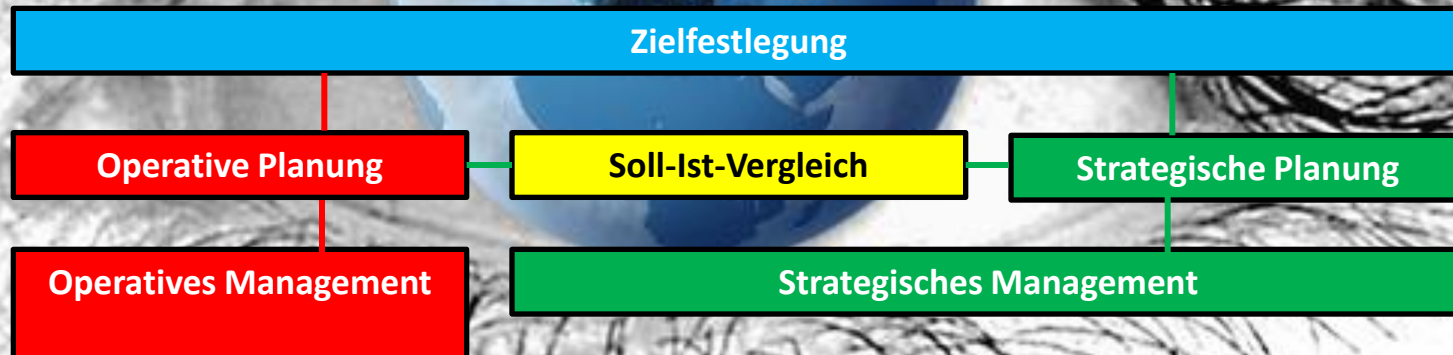 Zielfestlegung
Operative Planung
Soll-Ist-Vergleich
Strategische Planung
Operatives Management
Strategisches Management